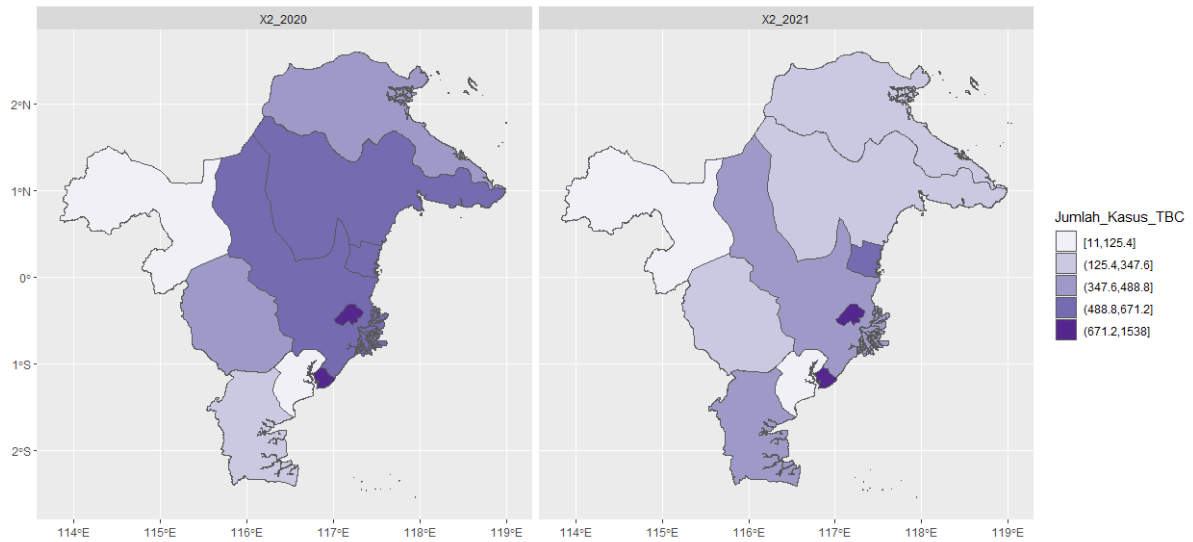 X2_2020
X2_2021
2°N
1°N
0°
1°S
2°S
114°E
115°E
116°E
117°E
118°E
119°E
114°E
115°E
116°E
117°E
118°E
119°E
Jumlah_Kasus_TBC
[11,125.4]
(125.4,347.6]
(347.6,488.8]
(488.8,671.2]
(671.2,1538]